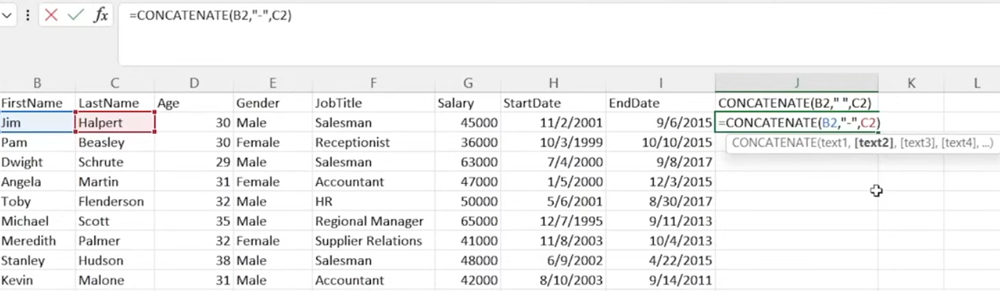 fx =CONCATENATE(B2,"-",C2)
B C D E F G H I J K L
FirstName LastName Age Gender JobTitle Salary StartDate EndDate CONCATENATE(B2," ",C2)
Jim Halpert 30 Male Salesman 45000 11/2/2001 9/6/2015 =CONCATENATE(B2,"-",C2)
Pam Beasley 30 Female Receptionist 36000 10/3/1999 10/10/2015 CONCATENATE(text1, [text2], [text3], [text4], ...)
Dwight Schrute 29 Male Salesman 63000 7/4/2000 9/8/2017
Angela Martin 31 Female Accountant 47000 1/5/2000 12/3/2015
Toby Flenderson 32 Male HR 50000 5/6/2001 8/30/2017
Michael Scott 35 Male Regional Manager 65000 12/7/1995 9/11/2013
Meredith Palmer 32 Female Supplier Relations 41000 11/8/2003 10/4/2013
Stanley Hudson 38 Male Salesman 48000 6/9/2002 4/22/2015
Kevin Malone 31 Male Accountant 42000 8/10/2003 9/14/2011